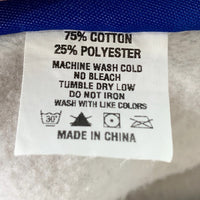 75% COTTON
25% POLYESTER
MACHINE WASH COLD
NO BLEACH
TUMBLE DRY LOW
DO NOT IRON
WASH WITH LIKE COLORS
30°
MADE IN CHINA